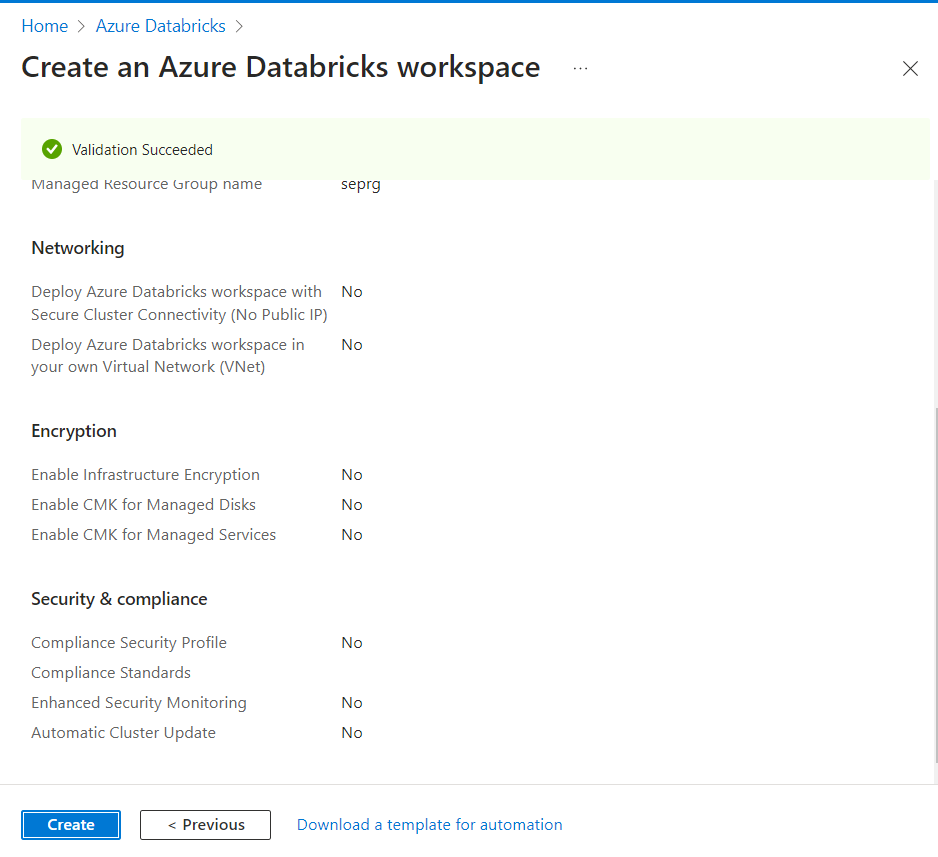 Home > Azure Databricks >
Create an Azure Databricks workspace ...
Validation Succeeded
Managed Resource Group name seprg
Networking
Deploy Azure Databricks workspace with No
Secure Cluster Connectivity (No Public IP)
Deploy Azure Databricks workspace in No
your own Virtual Network (VNet)
Encryption
Enable Infrastructure Encryption No
Enable CMK for Managed Disks No
Enable CMK for Managed Services No
Security & compliance
Compliance Security Profile No
Compliance Standards
Enhanced Security Monitoring No
Automatic Cluster Update No
Create < Previous Download a template for automation